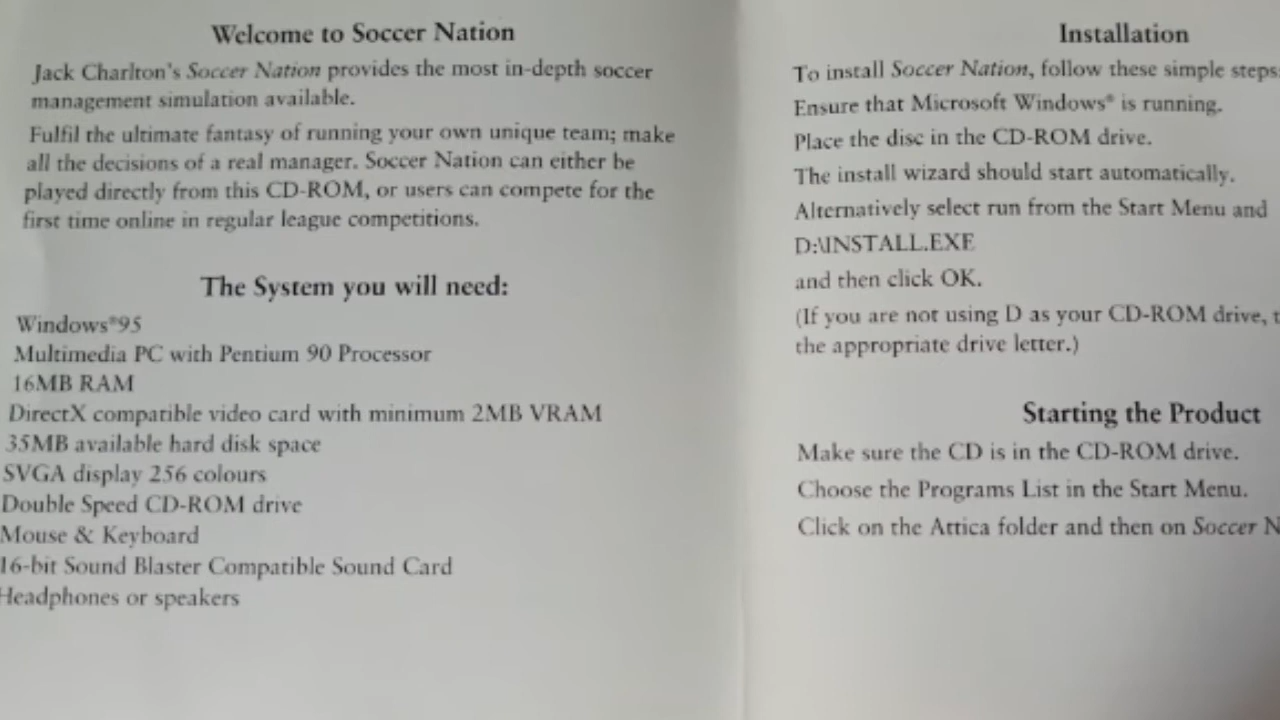 Welcome to Soccer Nation
Jack Charlton's Soccer Nation provides the most in-depth soccer
management simulation available.
Fulfil the ultimate fantasy of running your own unique team; make
all the decisions of a real manager. Soccer Nation can either be
played directly from this CD-ROM, or users can compete for the
first time online in regular league competitions.
The System you will need:
Windows®95
Multimedia PC with Pentium 90 Processor
16MB RAM
DirectX compatible video card with minimum 2MB VRAM
35MB available hard disk space
SVGA display 256 colours
Double Speed CD-ROM drive
Mouse & Keyboard
16-bit Sound Blaster Compatible Sound Card
Headphones or speakers
Installation
To install Soccer Nation, follow these simple steps:
Ensure that Microsoft Windows® is running.
Place the disc in the CD-ROM drive.
The install wizard should start automatically.
Alternatively select run from the Start Menu and
D:\INSTALL.EXE
and then click OK.
(If you are not using D as your CD-ROM drive,
the appropriate drive letter.)
Starting the Product
Make sure the CD is in the CD-ROM drive.
Choose the Programs List in the Start Menu.
Click on the Attica folder and then on Soccer